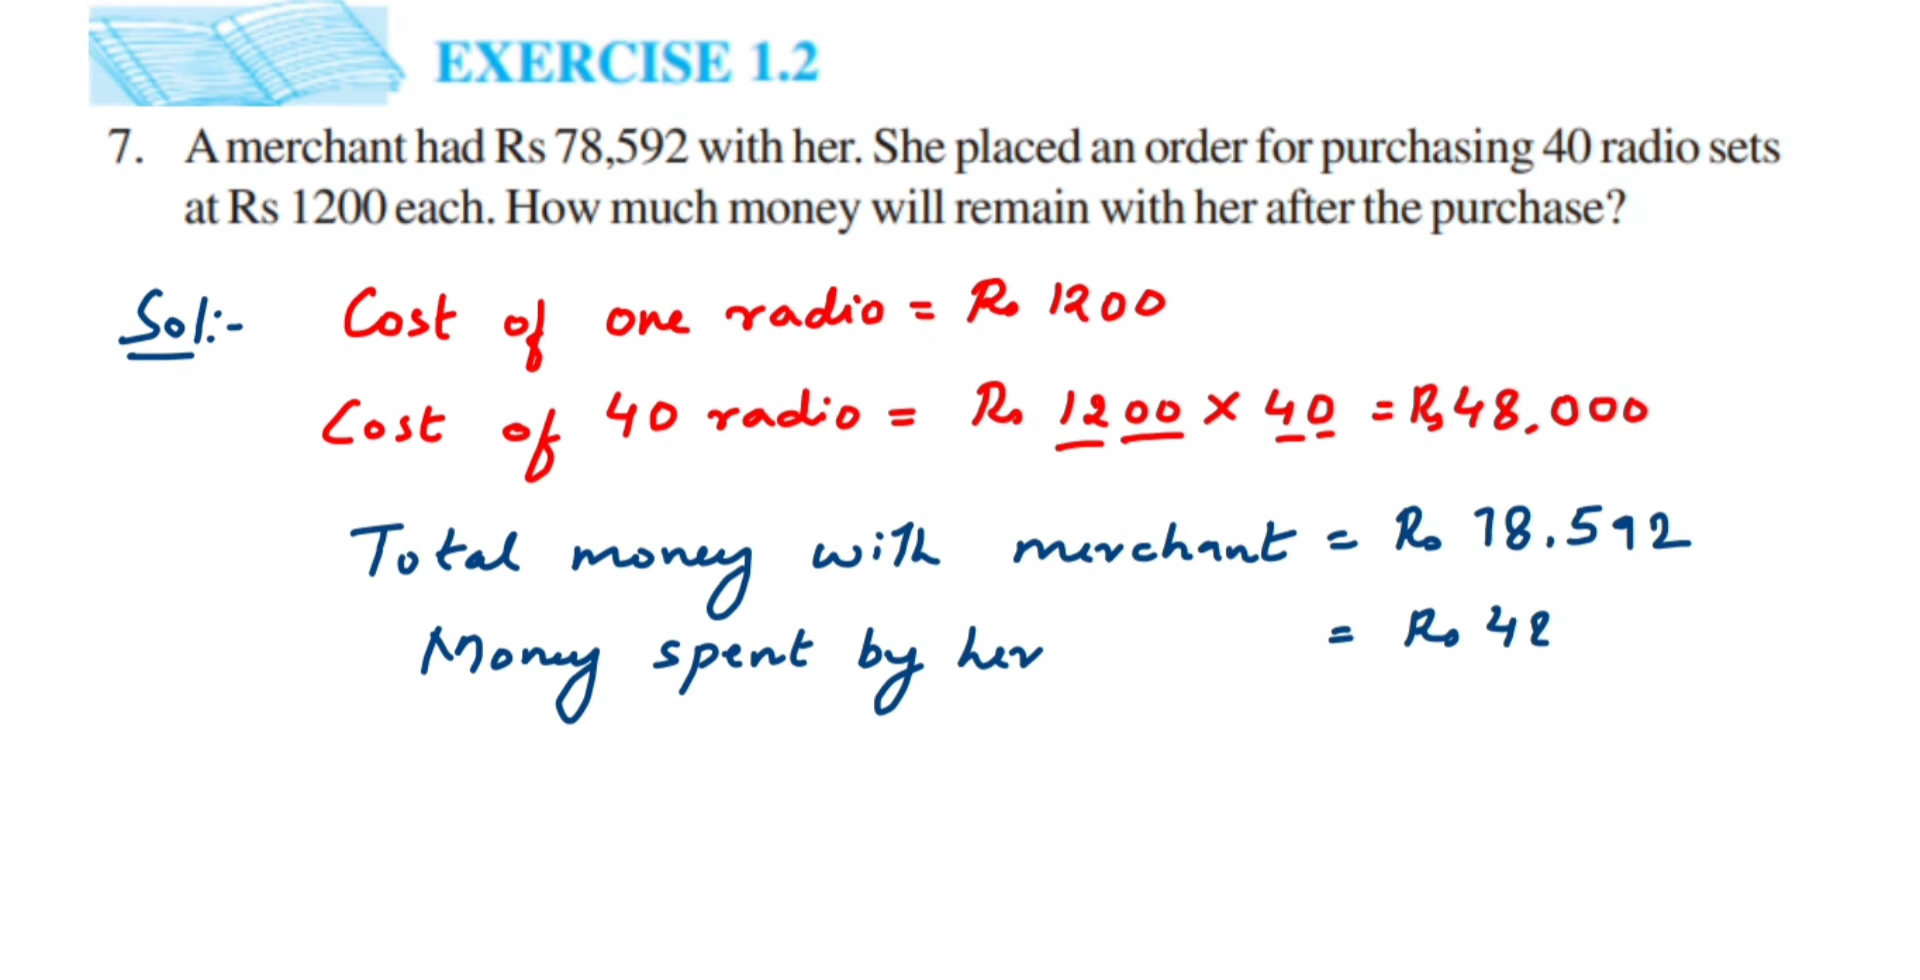 EXERCISE 1.2
7. A merchant had Rs 78,592 with her. She placed an order for purchasing 40 radio sets
at Rs 1200 each. How much money will remain with her after the purchase?
Sol:- Cost of one radio = Rs 1200
Cost of 40 radio = Rs 1200 × 40 = Rs 48,000
Total money with merchant = Rs 78,592
Money spent by her = Rs 48